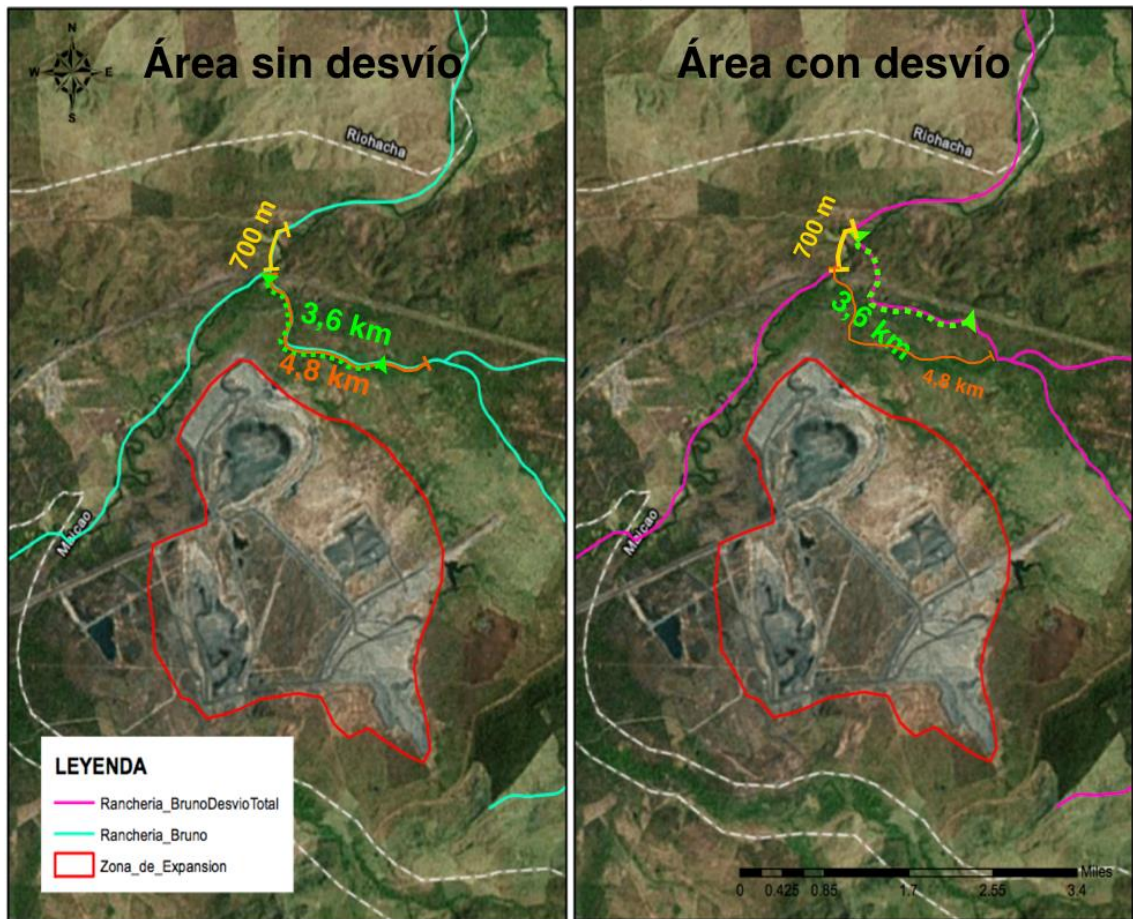 Área sin desvío
N
W E
S
Riohacha
700 m
3,6 km
4,8 km
Maicao
LEYENDA
Rancheria_BrunoDesvioTotal
Rancheria_Bruno
Zona_de_Expansion
Área con desvío
Riohacha
700 m
3,6 km
4,8 km
Maicao
Miles
0 0.425 0.85 1.7 2.55 3.4